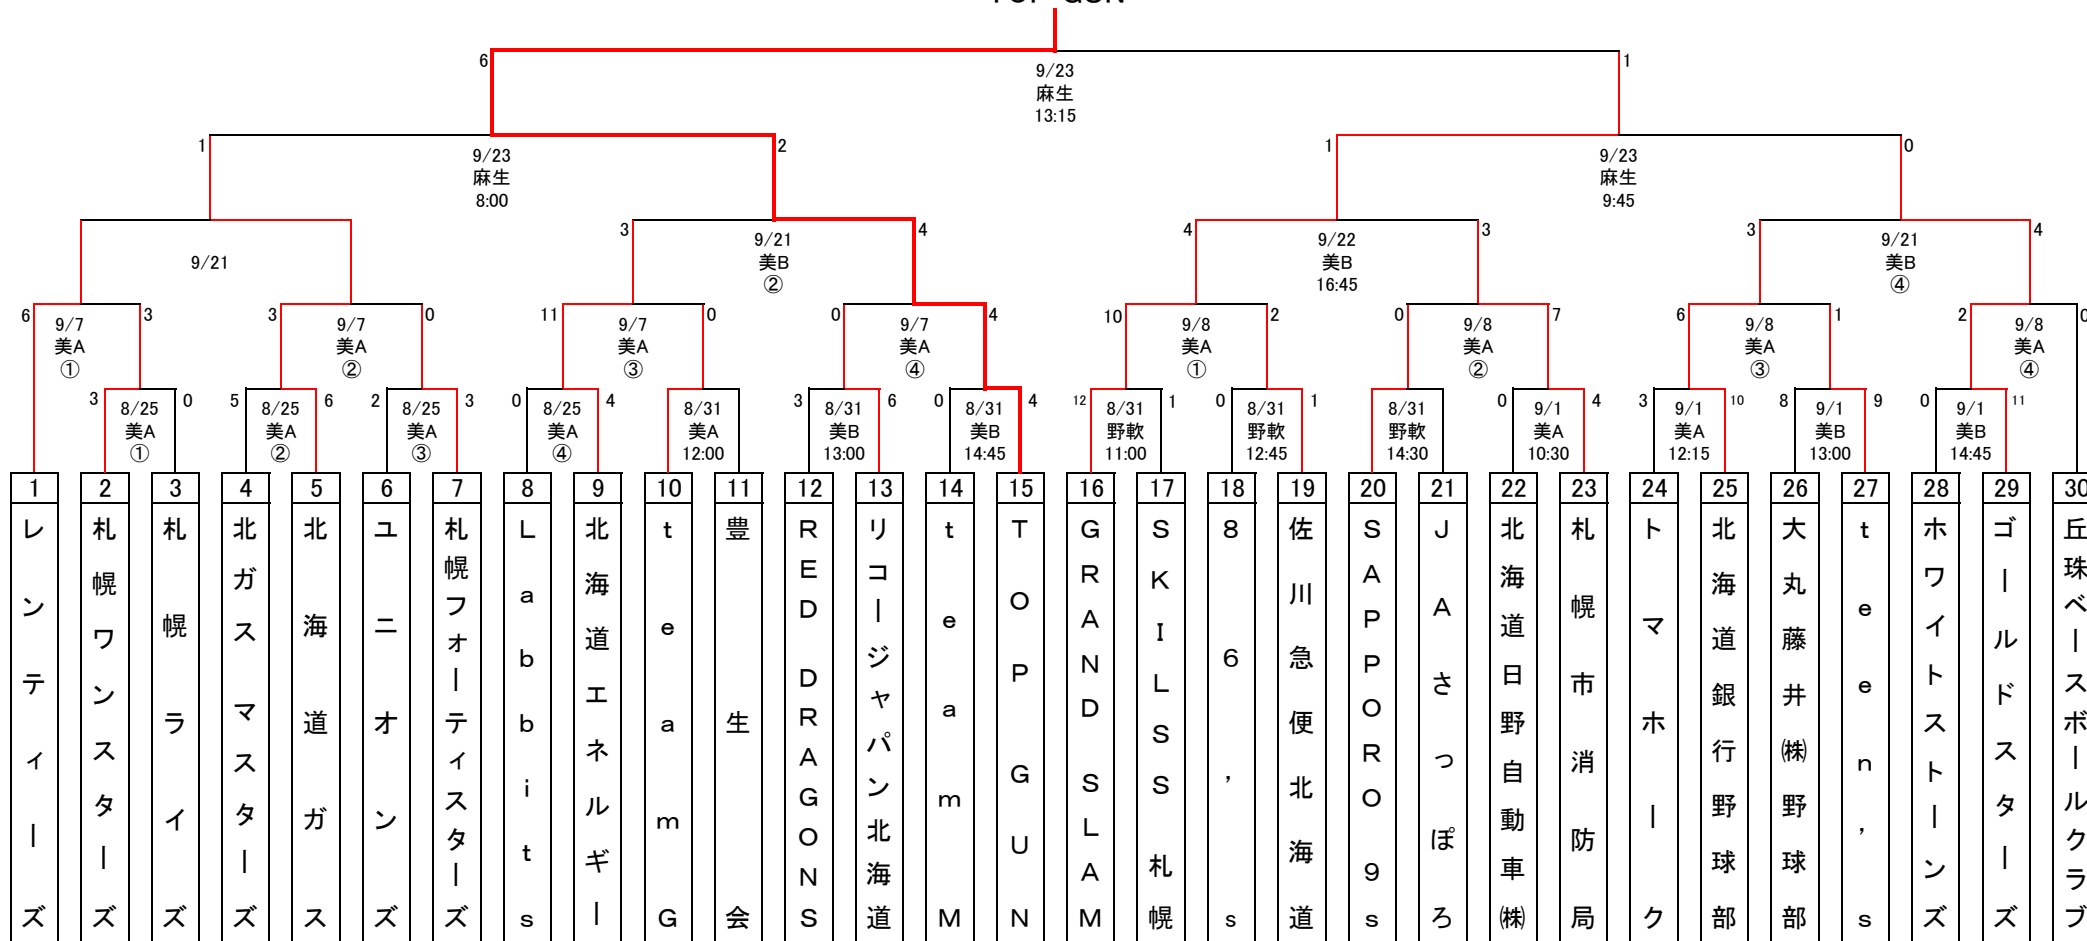 TOP GUN
6
1
9/23
麻生
13:15
1
2
1
0
9/23
麻生
8:00
9/23
麻生
9:45
3
4
4
3
3
4
9/21
9/21
美B
②
9/22
美B
16:45
9/21
美B
④
6
3
3
0
11
0
0
4
10
2
0
7
6
1
2
0
9/7
美A
①
9/7
美A
②
9/7
美A
③
9/7
美A
④
9/8
美A
①
9/8
美A
②
9/8
美A
③
9/8
美A
④
3
0
5
6
2
3
0
4
3
6
0
4
12
1
0
1
0
4
3
10
8
9
0
11
8/25
美A
①
8/25
美A
②
8/25
美A
③
8/25
美A
④
8/31
美A
12:00
8/31
美B
13:00
8/31
美B
14:45
8/31
野軟
11:00
8/31
野軟
12:45
8/31
野軟
14:30
9/1
美A
10:30
9/1
美A
12:15
9/1
美B
13:00
9/1
美B
14:45
1
レンティーズ
2
札幌ワンスターズ
3
札幌ライズ
4
北ガスマスターズ
5
北海道ガス
6
ユニオンズ
7
札幌フォーティスターズ
8
Labbits
9
北海道エネルギー
10
teamG
11
豊生会
12
RED DRAGONS
13
リコージャパン北海道
14
teamM
15
TOP GUN
16
GRAND SLAM
17
SKILSS札幌
18
86’s
19
佐川急便北海道
20
SAPPORO 9s
21
JAさっぽろ
22
北海道日野自動車㈱
23
札幌市消防局
24
トマホーク
25
北海道銀行野球部
26
大丸藤井㈱野球部
27
teen’s
28
ホワイトストーンズ
29
ゴールドスターズ
30
丘珠ベースボールクラブ